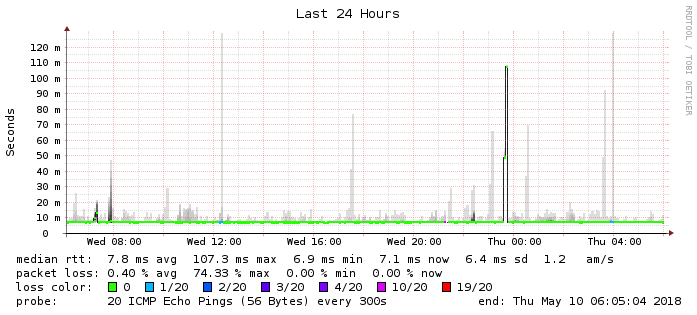 Last 24 Hours
RRDTOOL / TOBI OETIKER
Seconds
120 m
110 m
100 m
90 m
80 m
70 m
60 m
50 m
40 m
30 m
20 m
10 m
0
Wed 08:00 Wed 12:00 Wed 16:00 Wed 20:00 Thu 00:00 Thu 04:00
median rtt: 7.8 ms avg 107.3 ms max 6.9 ms min 7.1 ms now 6.4 ms sd 1.2 am/s
packet loss: 0.40 % avg 74.33 % max 0.00 % min 0.00 % now
loss color: 0 1/20 2/20 3/20 4/20 10/20 19/20
probe: 20 ICMP Echo Pings (56 Bytes) every 300s end: Thu May 10 06:05:04 2018